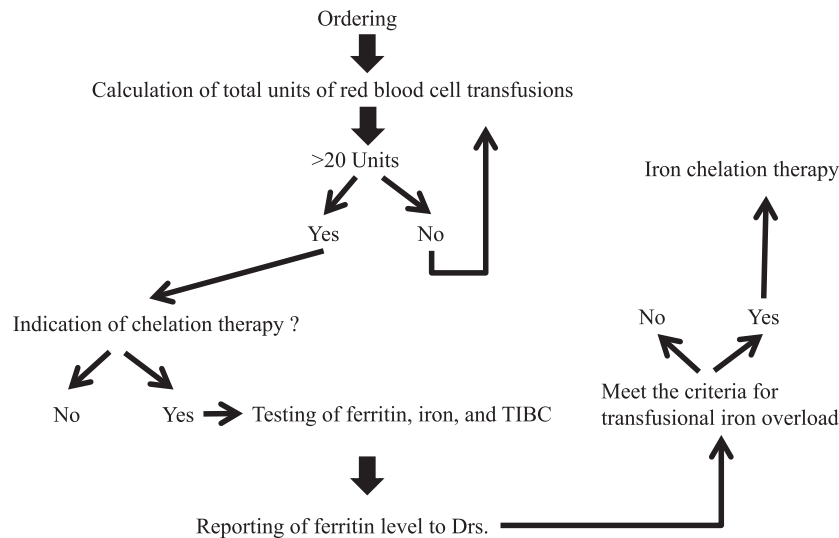 Ordering
Calculation of total units of red blood cell transfusions
>20 Units
Iron chelation therapy
Yes
No
Indication of chelation therapy ?
No
Yes
No
Yes
Testing of ferritin, iron, and TIBC
Meet the criteria for
transfusional iron overload
Reporting of ferritin level to Drs.